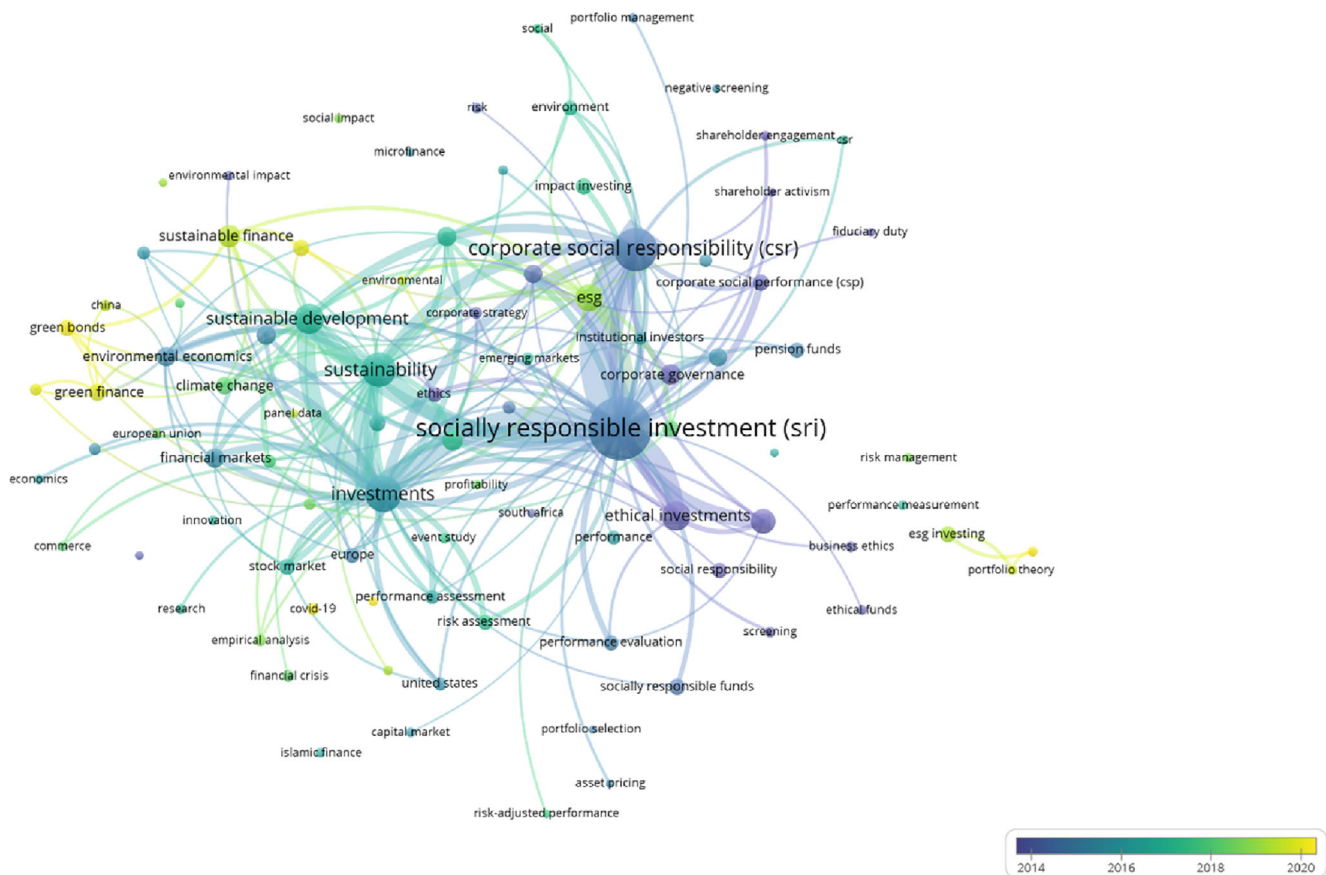 portfolio management
social
negative screening
risk
environment
social impact
shareholder engagement
csr
microfinance
environmental impact
impact investing
shareholder activism
sustainable finance
fiduciary duty
corporate social responsibility (csr)
environmental
corporate social performance (csp)
esg
china
corporate strategy
sustainable development
green bonds
institutional investors
environmental economics
emerging markets
pension funds
sustainability
corporate governance
climate change
green finance
ethics
panel data
socially responsible investment (sri)
european union
financial markets
risk management
economics
profitability
investments
performance measurement
south africa
ethical investments
innovation
event study
performance
esg investing
commerce
europe
business ethics
stock market
social responsibility
portfolio theory
performance assessment
research
covid-19
ethical funds
risk assessment
empirical analysis
screening
performance evaluation
financial crisis
united states
socially responsible funds
capital market
portfolio selection
islamic finance
asset pricing
risk-adjusted performance
2014 2016 2018 2020